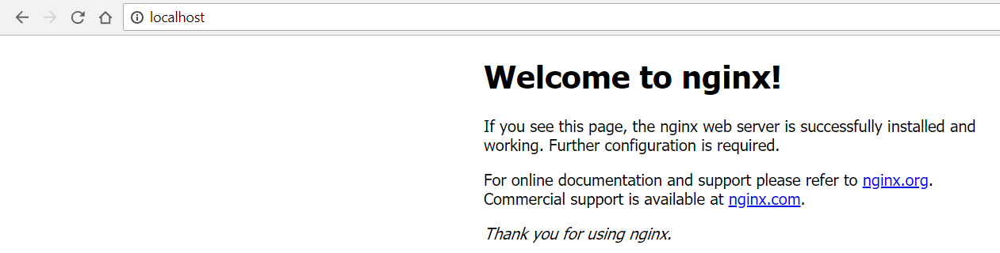 localhost
Welcome to nginx!
If you see this page, the nginx web server is successfully installed and
working. Further configuration is required.
For online documentation and support please refer to nginx.org.
Commercial support is available at nginx.com.
Thank you for using nginx.